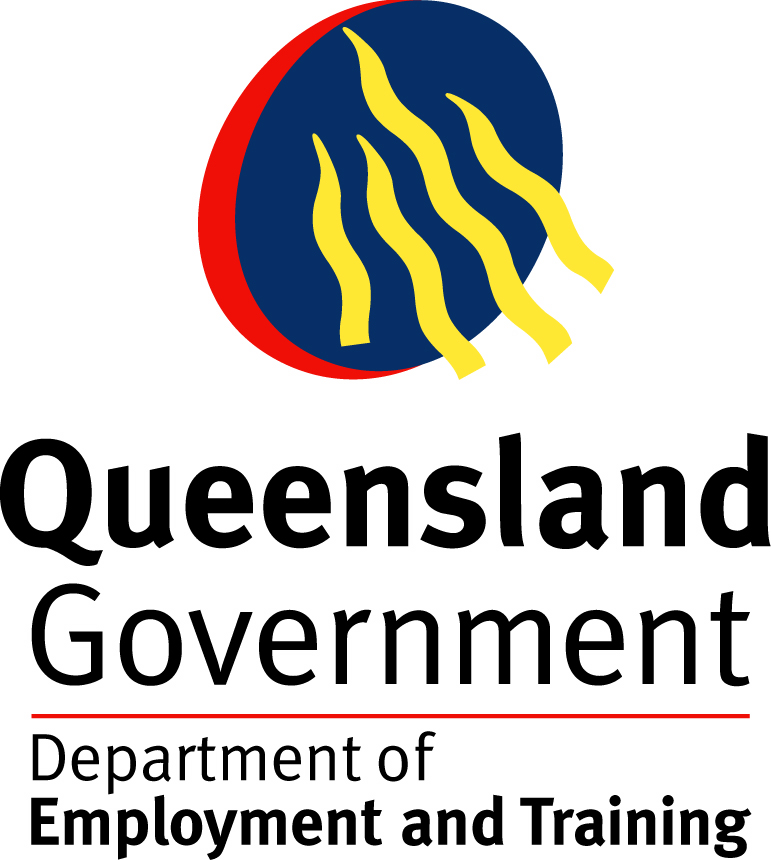 Queensland
Government
Department of
Employment and Training